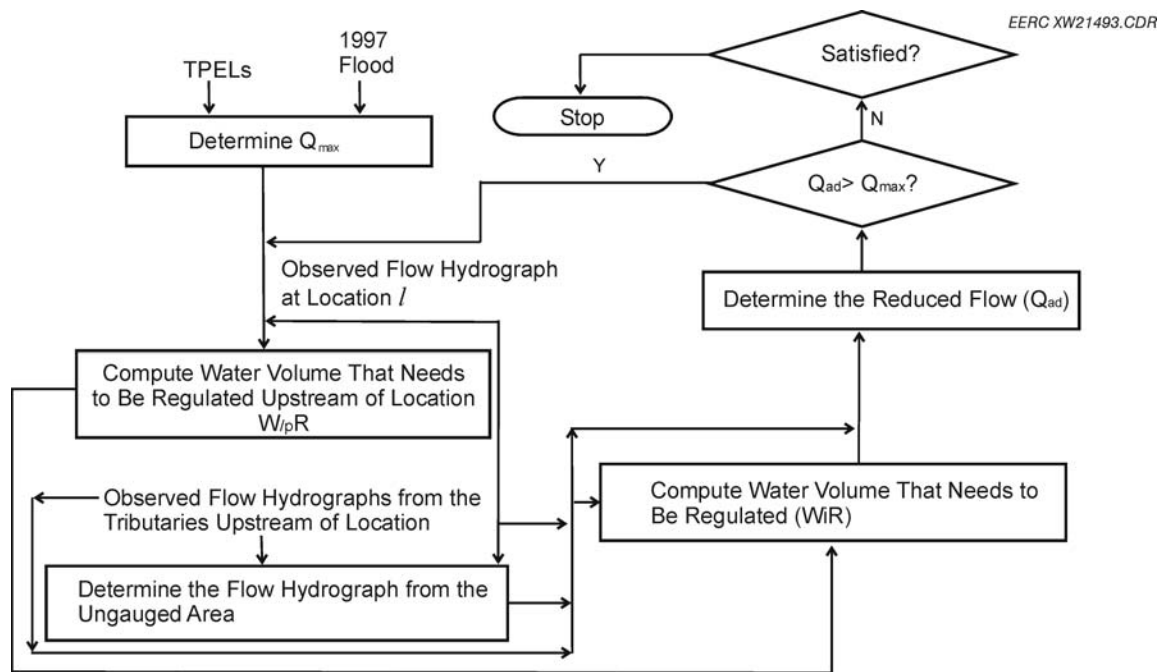 EERC XW21493.CDR
1997
Flood
TPELs
Satisfied?
Stop
Determine Qmax
N
Y
Qad> Qmax?
Observed Flow Hydrograph
at Location l
Determine the Reduced Flow (Qad)
Compute Water Volume That Needs
to Be Regulated Upstream of Location
W/pR
Observed Flow Hydrographs from the
Tributaries Upstream of Location
Compute Water Volume That Needs to
Be Regulated (WiR)
Determine the Flow Hydrograph from the
Ungauged Area